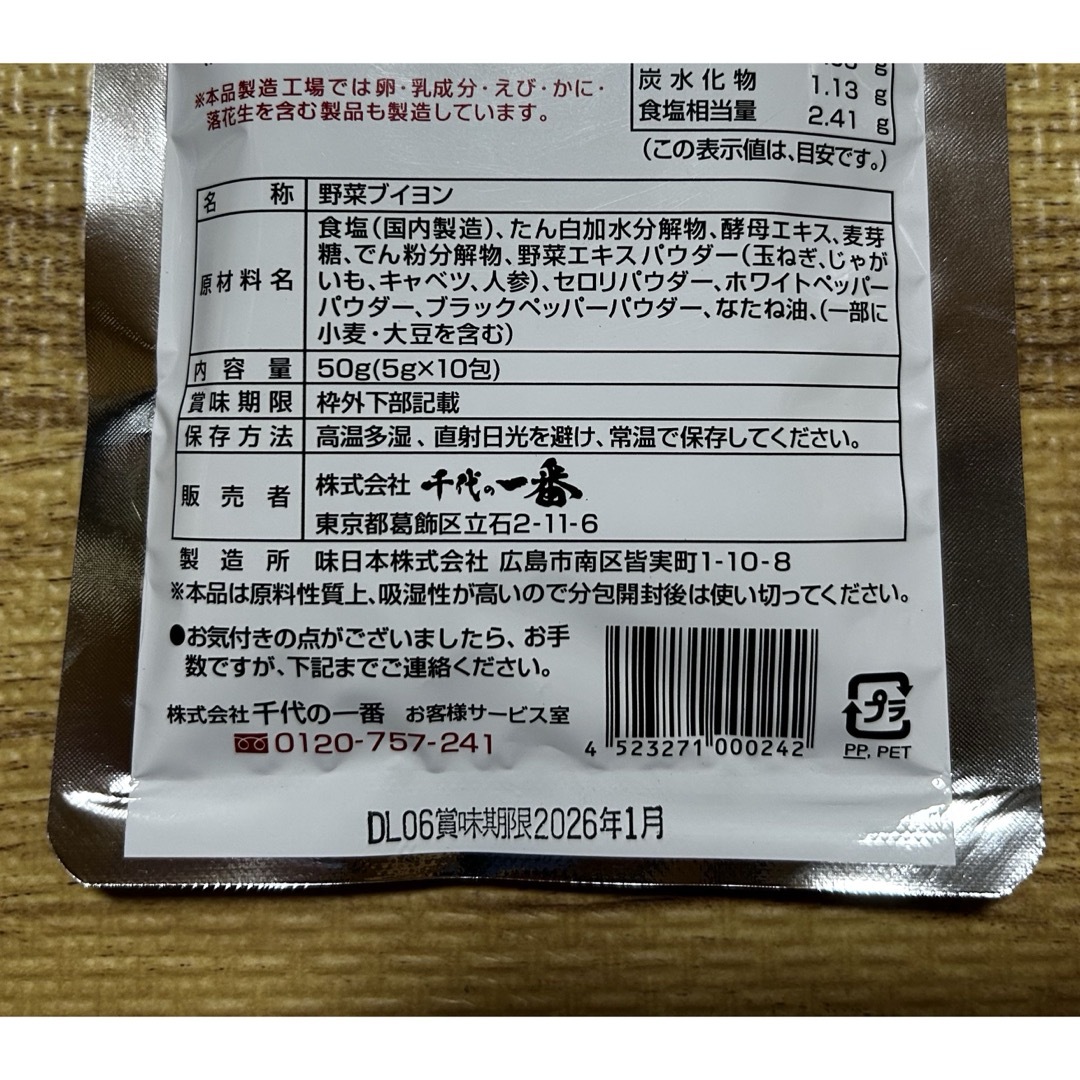 ※本品製造工場では卵・乳成分・えび・かに・
落花生を含む製品も製造しています。
g
炭水化物 1.13 g
食塩相当量 2.41 g
(この表示値は、目安です。)
名称 野菜ブイヨン
原材料名 食塩(国内製造)、たん白加水分解物、酵母エキス、麦芽
糖、でん粉分解物、野菜エキスパウダー(玉ねぎ、じゃが
いも、キャベツ、人参)、セロリパウダー、ホワイトペッパー
パウダー、ブラックペッパーパウダー、なたね油、(一部に
小麦・大豆を含む)
内容量 50g(5g×10包)
賞味期限 枠外下部記載
保存方法 高温多湿、直射日光を避け、常温で保存してください。
販売者 株式会社 千代の一番
東京都葛飾区立石2-11-6
製造所 味日本株式会社 広島市南区皆実町1-10-8
※本品は原料性質上、吸湿性が高いので分包開封後は使い切ってください。
●お気付きの点がございましたら、お手
数ですが、下記までご連絡ください。
株式会社 千代の一番 お客様サービス室
0120-757-241
4 523271 000242
プラ
PP, PET
DL06賞味期限2026年1月